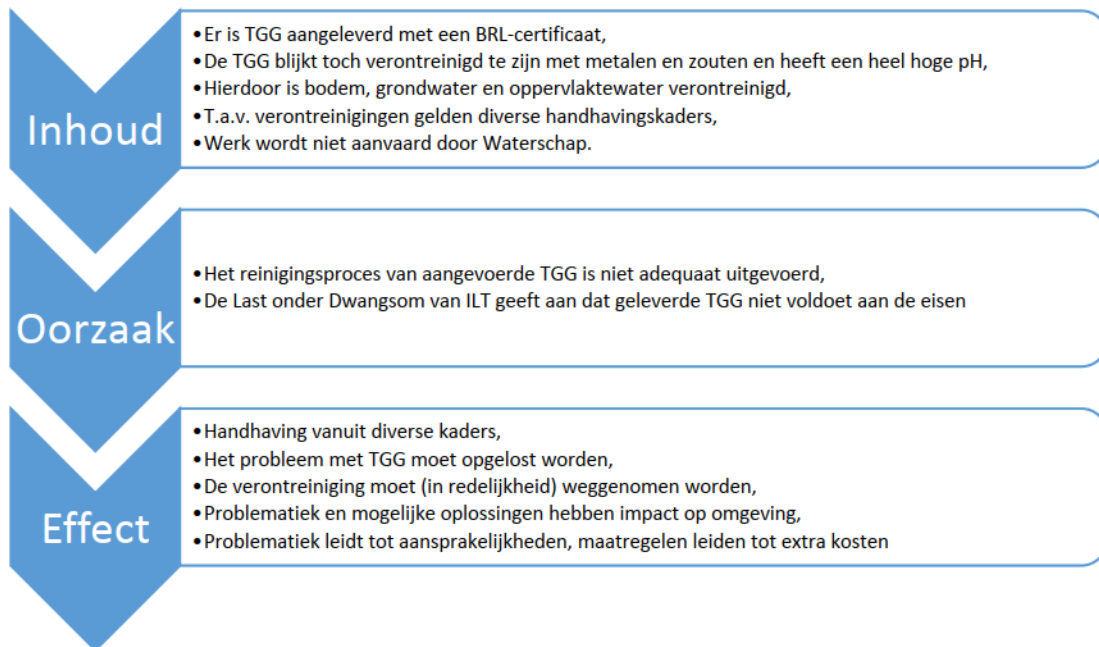 Inhoud
•Er is TGG aangeleverd met een BRL-certificaat,
•De TGG blijkt toch verontreinigd te zijn met metalen en zouten en heeft een heel hoge pH,
•Hierdoor is bodem, grondwater en oppervlaktewater verontreinigd,
•T.a.v. verontreinigingen gelden diverse handhavingskaders,
•Werk wordt niet aanvaard door Waterschap.
Oorzaak
•Het reinigingsproces van aangevoerde TGG is niet adequaat uitgevoerd,
•De Last onder Dwangsom van ILT geeft aan dat geleverde TGG niet voldoet aan de eisen
Effect
•Handhaving vanuit diverse kaders,
•Het probleem met TGG moet opgelost worden,
•De verontreiniging moet (in redelijkheid) weggenomen worden,
•Problematiek en mogelijke oplossingen hebben impact op omgeving,
•Problematiek leidt tot aansprakelijkheden, maatregelen leiden tot extra kosten